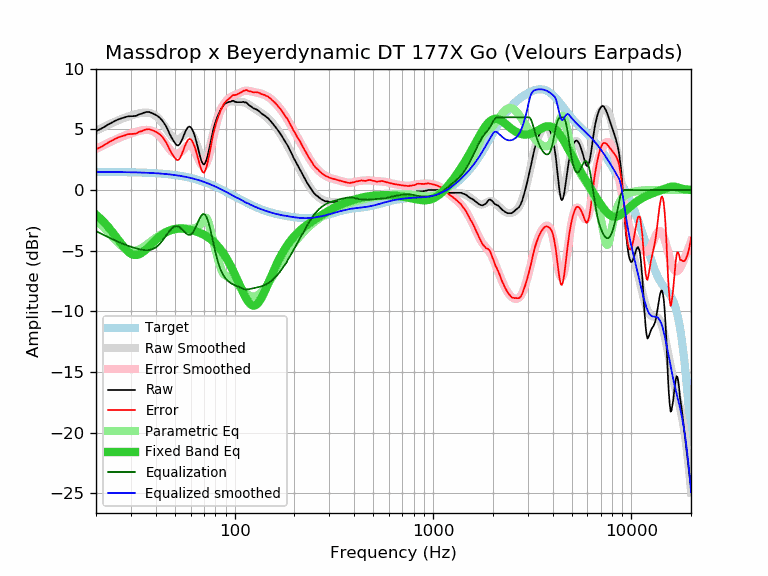 Massdrop x Beyerdynamic DT 177X Go (Velours Earpads)
10
5
0
−5
−10
−15
−20
−25
Amplitude (dBr)
Target
Raw Smoothed
Error Smoothed
Raw
Error
Parametric Eq
Fixed Band Eq
Equalization
Equalized smoothed
100
1000
10000
Frequency (Hz)